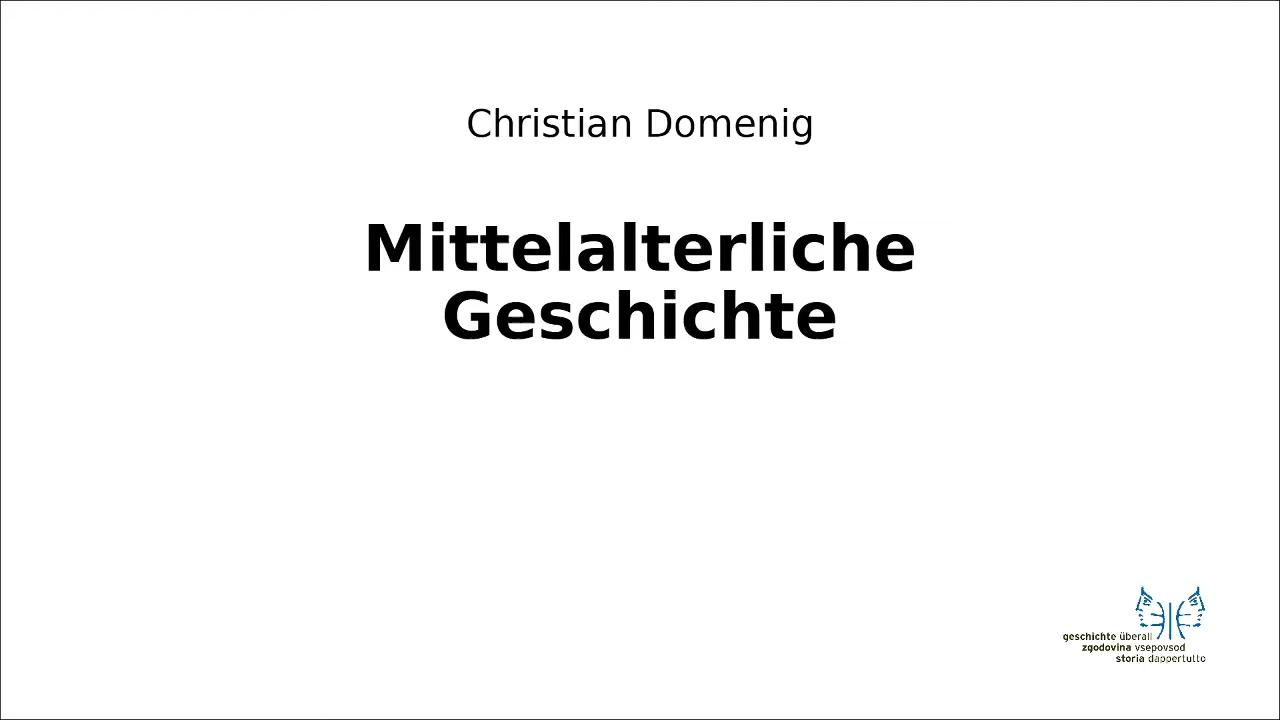 Christian Domenig
Mittelalterliche
Geschichte
geschichte überall
zgodovina vsepovsod
storia dappertutto